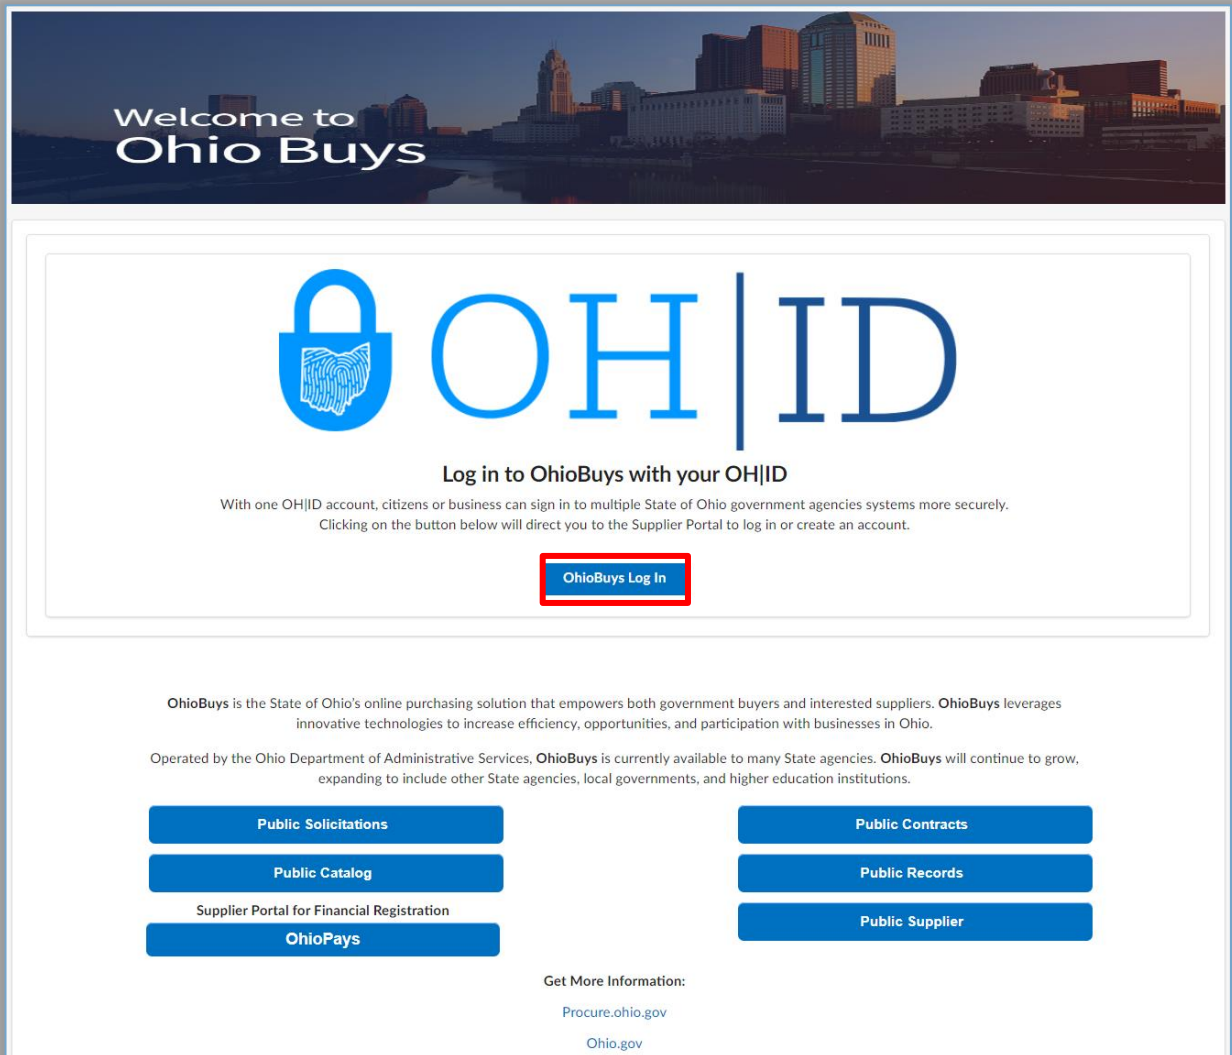 Welcome to
Ohio Buys
OH|ID
Log in to OhioBuys with your OH|ID
With one OH|ID account, citizens or business can sign in to multiple State of Ohio government agencies systems more securely.
Clicking on the button below will direct you to the Supplier Portal to log in or create an account.
OhioBuys Log In
OhioBuys is the State of Ohio's online purchasing solution that empowers both government buyers and interested suppliers. OhioBuys leverages
innovative technologies to increase efficiency, opportunities, and participation with businesses in Ohio.
Operated by the Ohio Department of Administrative Services, OhioBuys is currently available to many State agencies. OhioBuys will continue to grow,
expanding to include other State agencies, local governments, and higher education institutions.
Public Solicitations
Public Contracts
Public Catalog
Public Records
Supplier Portal for Financial Registration
Public Supplier
OhioPays
Get More Information:
Procure.ohio.gov
Ohio.gov